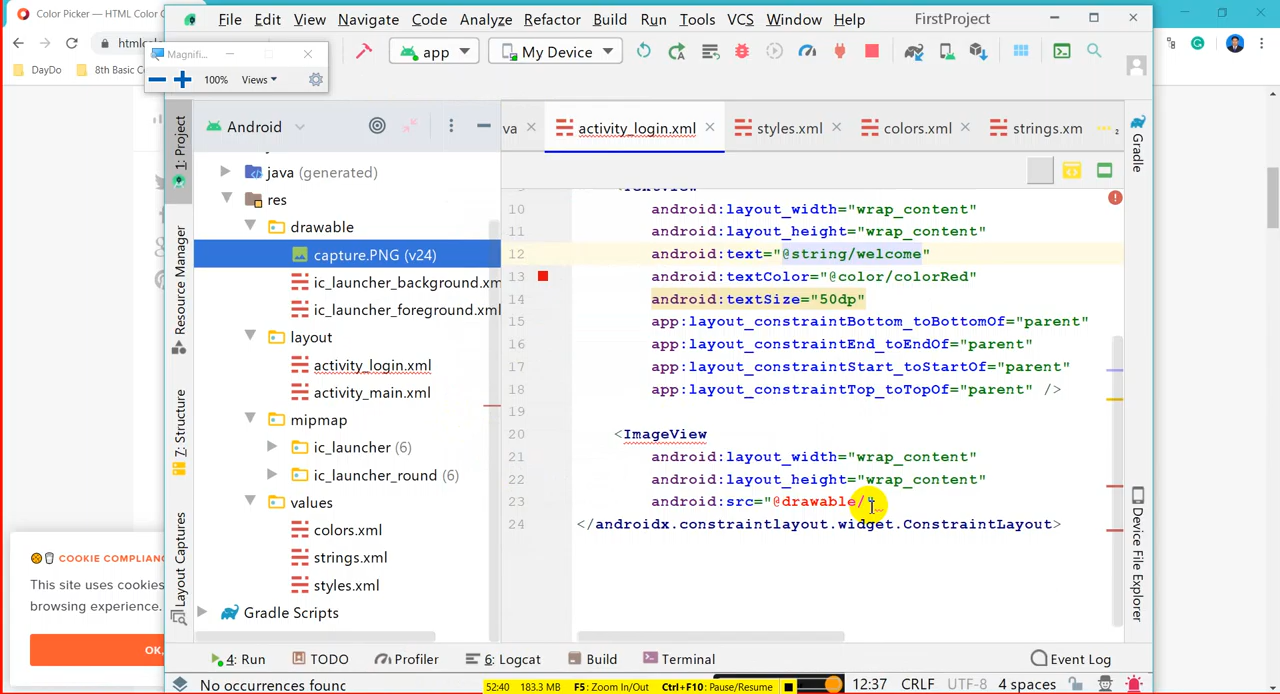 Color Picker — HTML Color C
File Edit View Navigate Code Analyze Refactor Build Run Tools VCS Window Help FirstProject
htmlc
Magnifi...
app
My Device
100% Views
DayDo
8th Basic C
1: Project
Android
va
activity_login.xml
styles.xml
colors.xml
strings.xm
2
Gradle
java (generated)
res
drawable
capture.PNG (v24)
ic_launcher_background.xm
ic_launcher_foreground.xml
layout
activity_login.xml
activity_main.xml
mipmap
ic_launcher (6)
ic_launcher_round (6)
values
colors.xml
strings.xml
styles.xml
Gradle Scripts
Resource Manager
7: Structure
Layout Captures
10 android:layout_width="wrap_content"
11 android:layout_height="wrap_content"
12 android:text="@string/welcome"
13 android:textColor="@color/colorRed"
14 android:textSize="50dp"
15 app:layout_constraintBottom_toBottomOf="parent"
16 app:layout_constraintEnd_toEndOf="parent"
17 app:layout_constraintStart_toStartOf="parent"
18 app:layout_constraintTop_toTopOf="parent" />
19
20 <ImageView
21 android:layout_width="wrap_content"
22 android:layout_height="wrap_content"
23 android:src="@drawable/"
24 </androidx.constraintlayout.widget.ConstraintLayout>
Device File Explorer
COOKIE COMPLIANC
This site uses cookies
browsing experience.
OK,
4: Run TODO Profiler 6: Logcat Build Terminal Event Log
No occurrences found
52:40 183.3 MB F5: Zoom In/Out Ctrl+F10: Pause/Resume
12:37 CRLF UTF-8 4 spaces